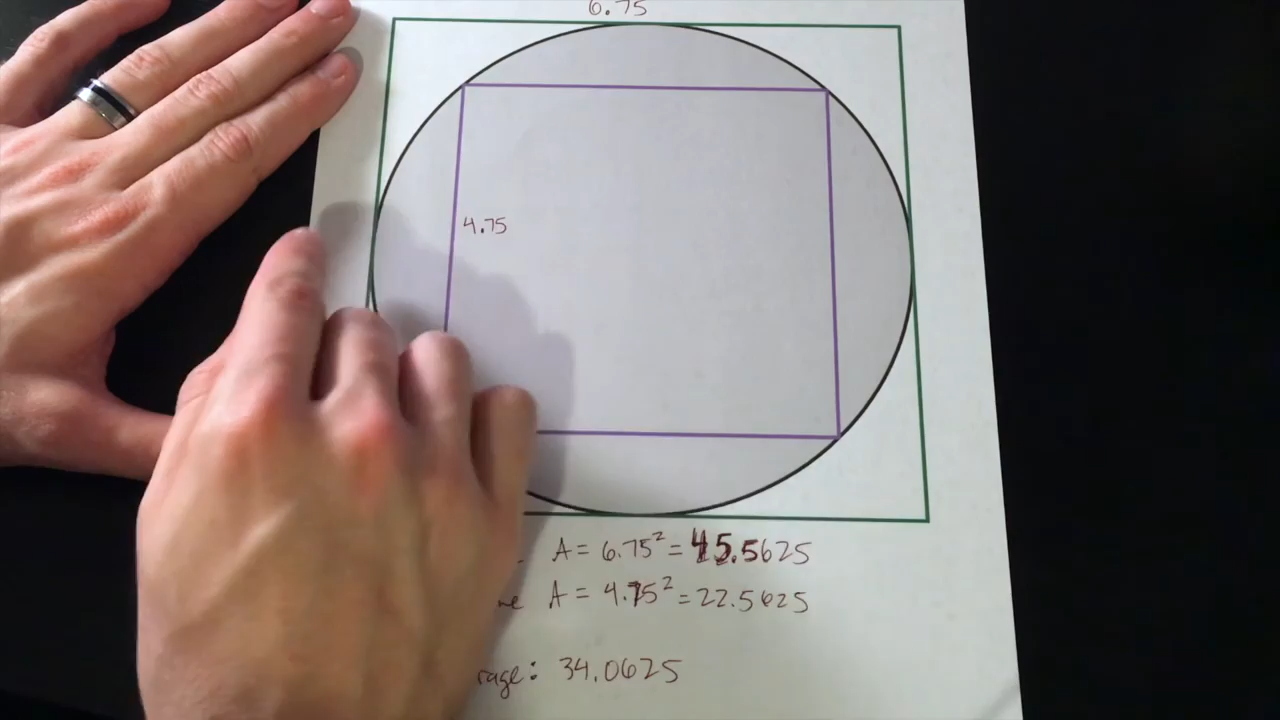 6.75
4.75
A = 6.75² = 45.5625
A = 4.75² = 22.5625
rage: 34.0625